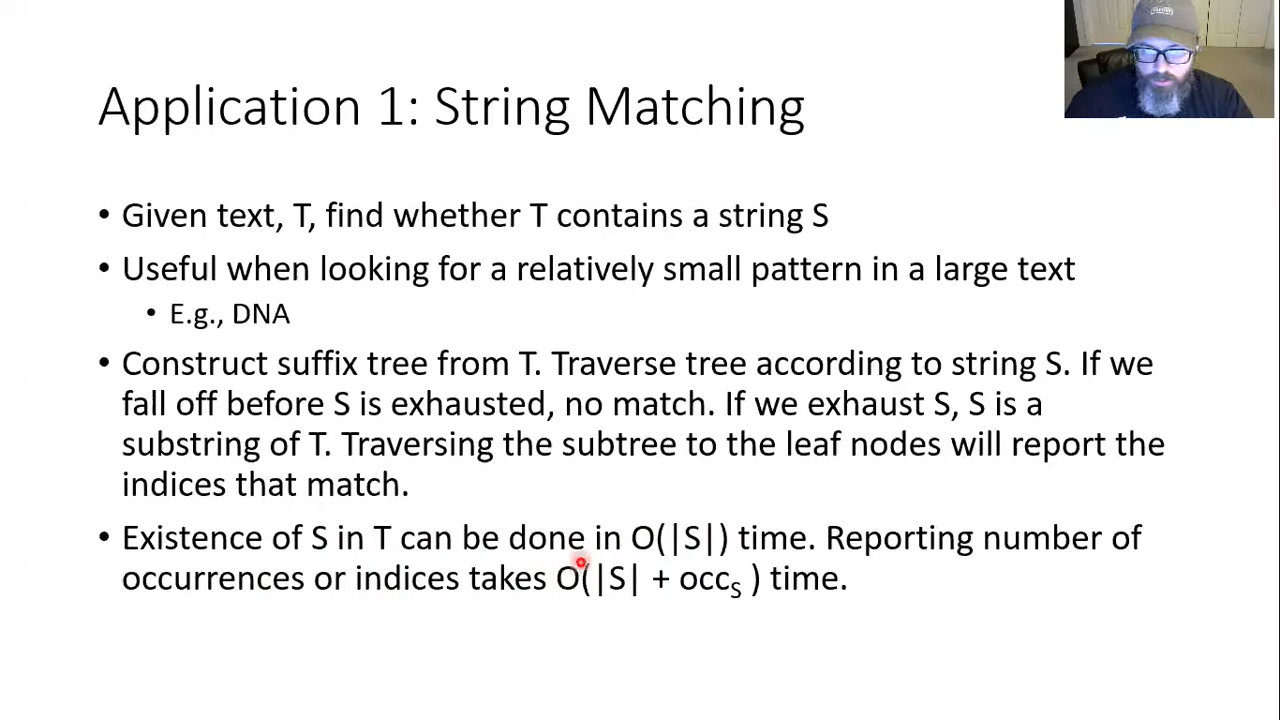 Application 1: String Matching
• Given text, T, find whether T contains a string S
• Useful when looking for a relatively small pattern in a large text
• E.g., DNA
• Construct suffix tree from T. Traverse tree according to string S. If we
fall off before S is exhausted, no match. If we exhaust S, S is a
substring of T. Traversing the subtree to the leaf nodes will report the
indices that match.
• Existence of S in T can be done in O(|S|) time. Reporting number of
occurrences or indices takes O(|S| + occₛ ) time.